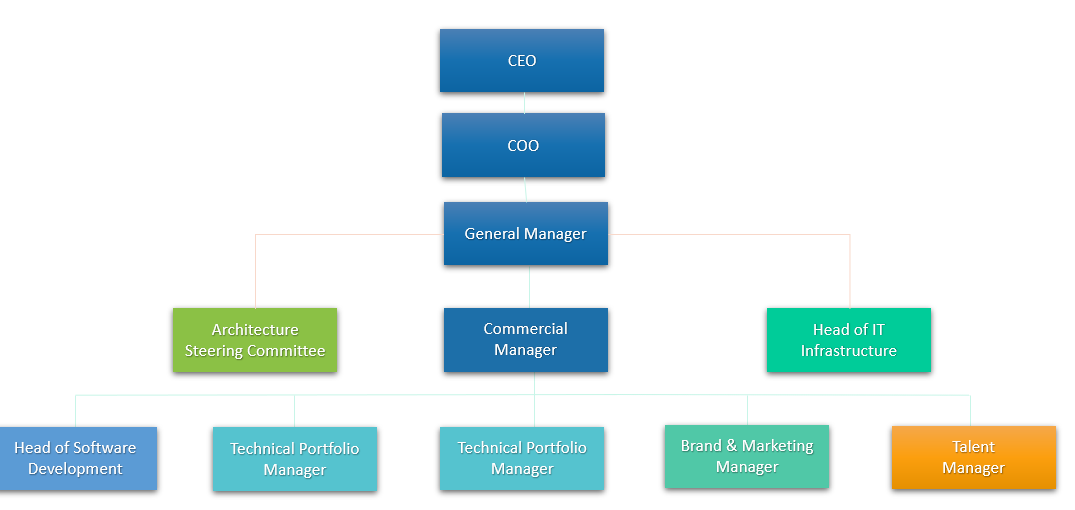 CEO
COO
General Manager
Architecture
Steering Committee
Commercial
Manager
Head of IT
Infrastructure
Head of Software
Development
Technical Portfolio
Manager
Technical Portfolio
Manager
Brand & Marketing
Manager
Talent
Manager